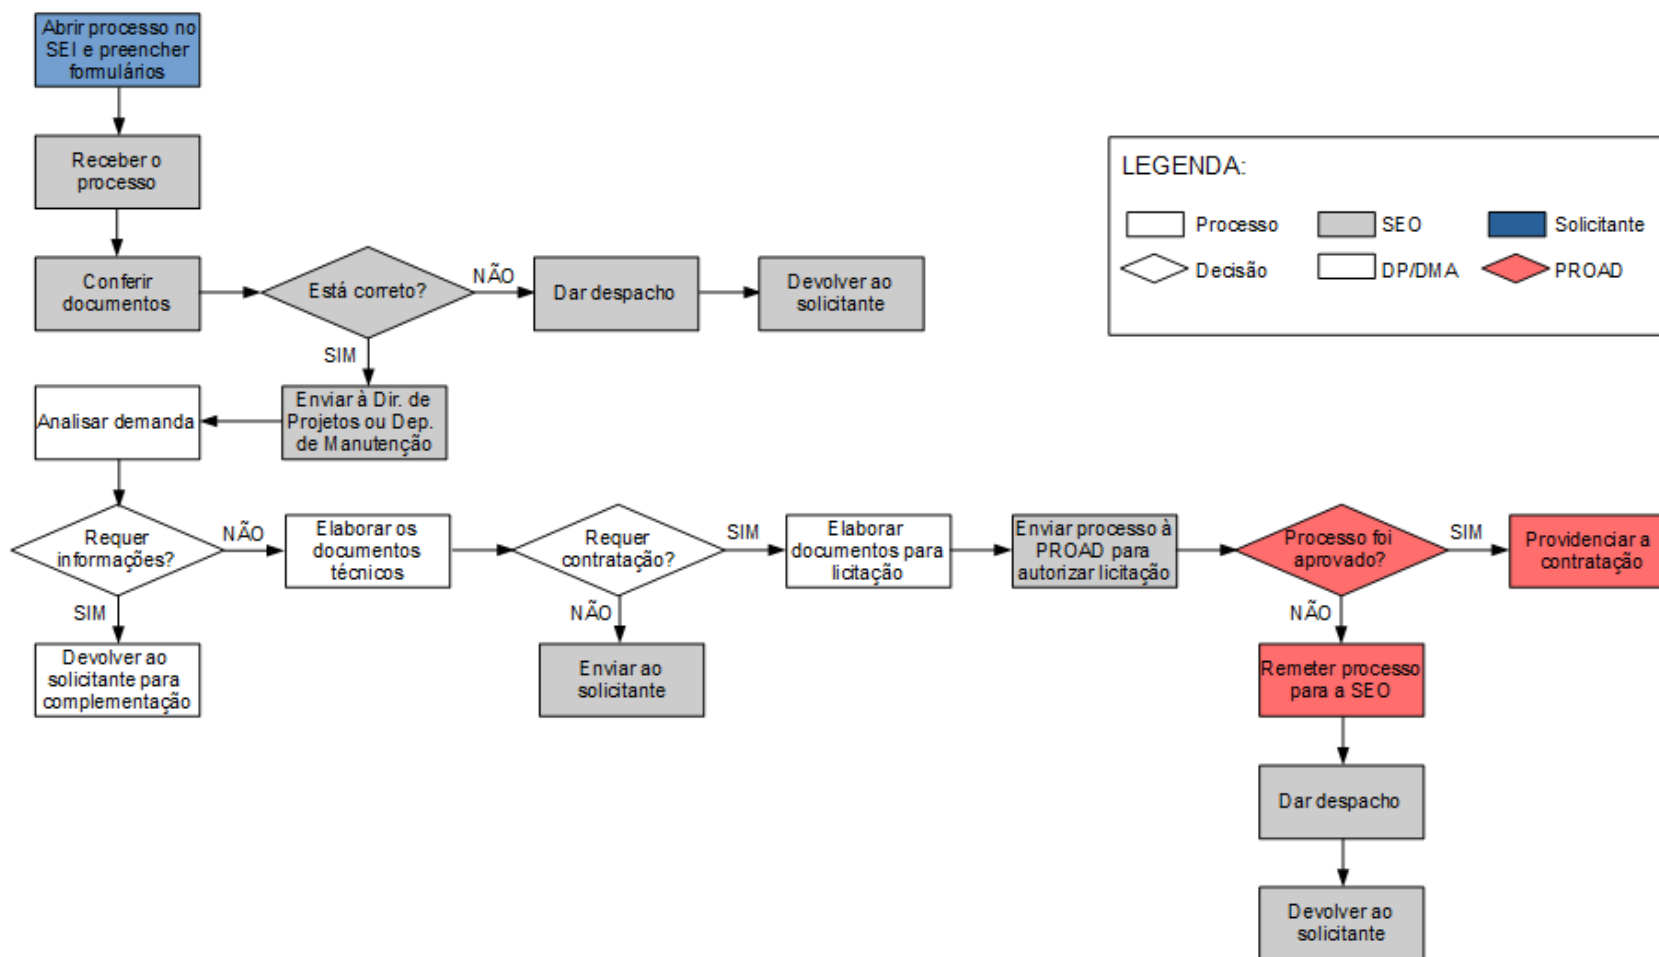 Abrir processo no
SEI e preencher
formulários
Receber o
processo
LEGENDA:
Processo
SEO
Solicitante
Decisão
DP/DMA
PROAD
Conferir
documentos
Está correto?
NÃO
Dar despacho
Devolver ao
solicitante
SIM
Analisar demanda
Enviar à Dir. de
Projetos ou Dep.
de Manutenção
Requer
informações?
NÃO
Elaborar os
documentos
técnicos
Requer
contratação?
SIM
Elaborar
documentos para
licitação
Enviar processo à
PROAD para
autorizar licitação
Processo foi
aprovado?
SIM
Providenciar a
contratação
SIM
NÃO
NÃO
Devolver ao
solicitante para
complementação
Enviar ao
solicitante
Remeter processo
para a SEO
Dar despacho
Devolver ao
solicitante